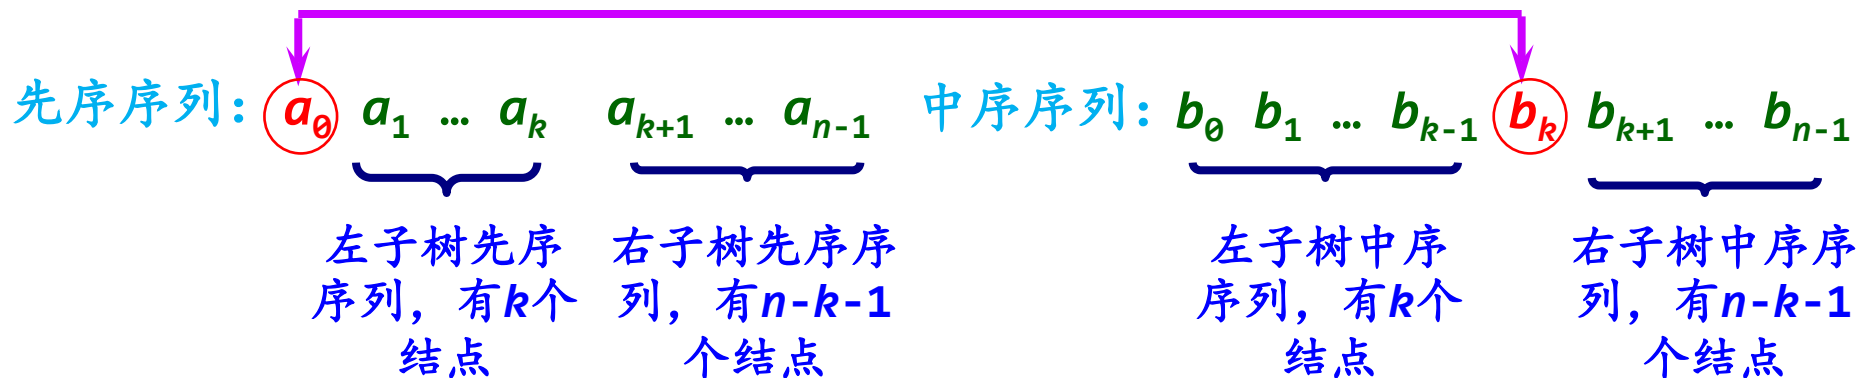 先序序列: a0 a1 … ak ak+1 … an-1 中序序列: b0 b1 … bk-1 bk bk+1 … bn-1
左子树先序
序列，有k个
结点
右子树先序序
列，有n-k-1
个结点
左子树中序
序列，有k个
结点
右子树中序序
列，有n-k-1
个结点